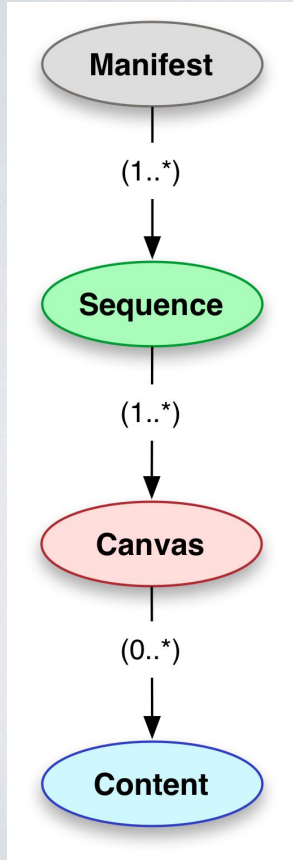 Manifest
(1..*)
Sequence
(1..*)
Canvas
(0..*)
Content